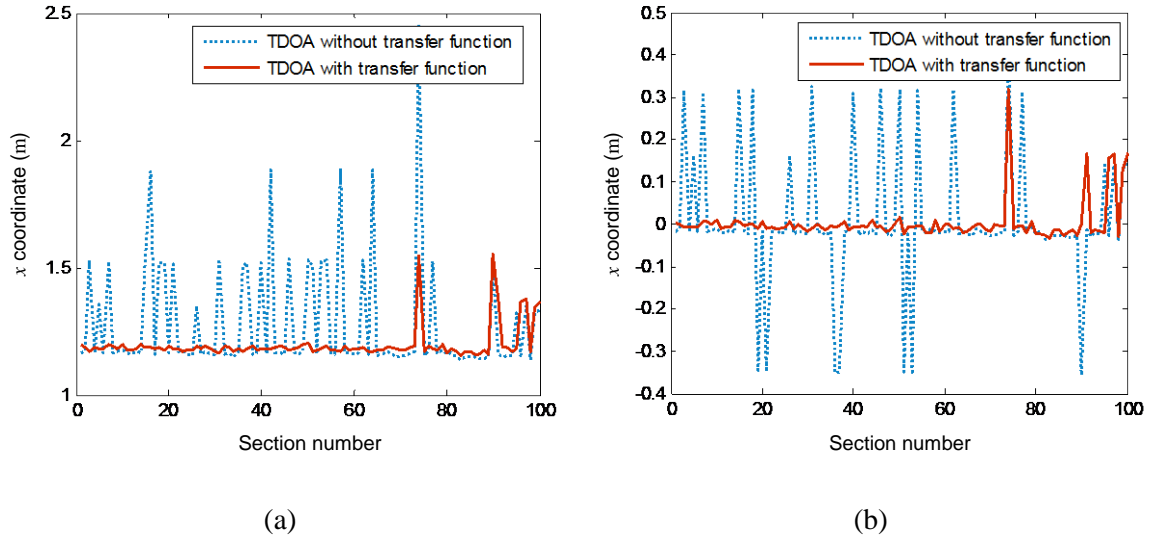 2.5
2
1.5
1
0
20
40
60
80
100
x coordinate (m)
Section number
TDOA without transfer function
TDOA with transfer function
(a)
0.5
0.4
0.3
0.2
0.1
0
-0.1
-0.2
-0.3
-0.4
0
20
40
60
80
100
x coordinate (m)
Section number
TDOA without transfer function
TDOA with transfer function
(b)